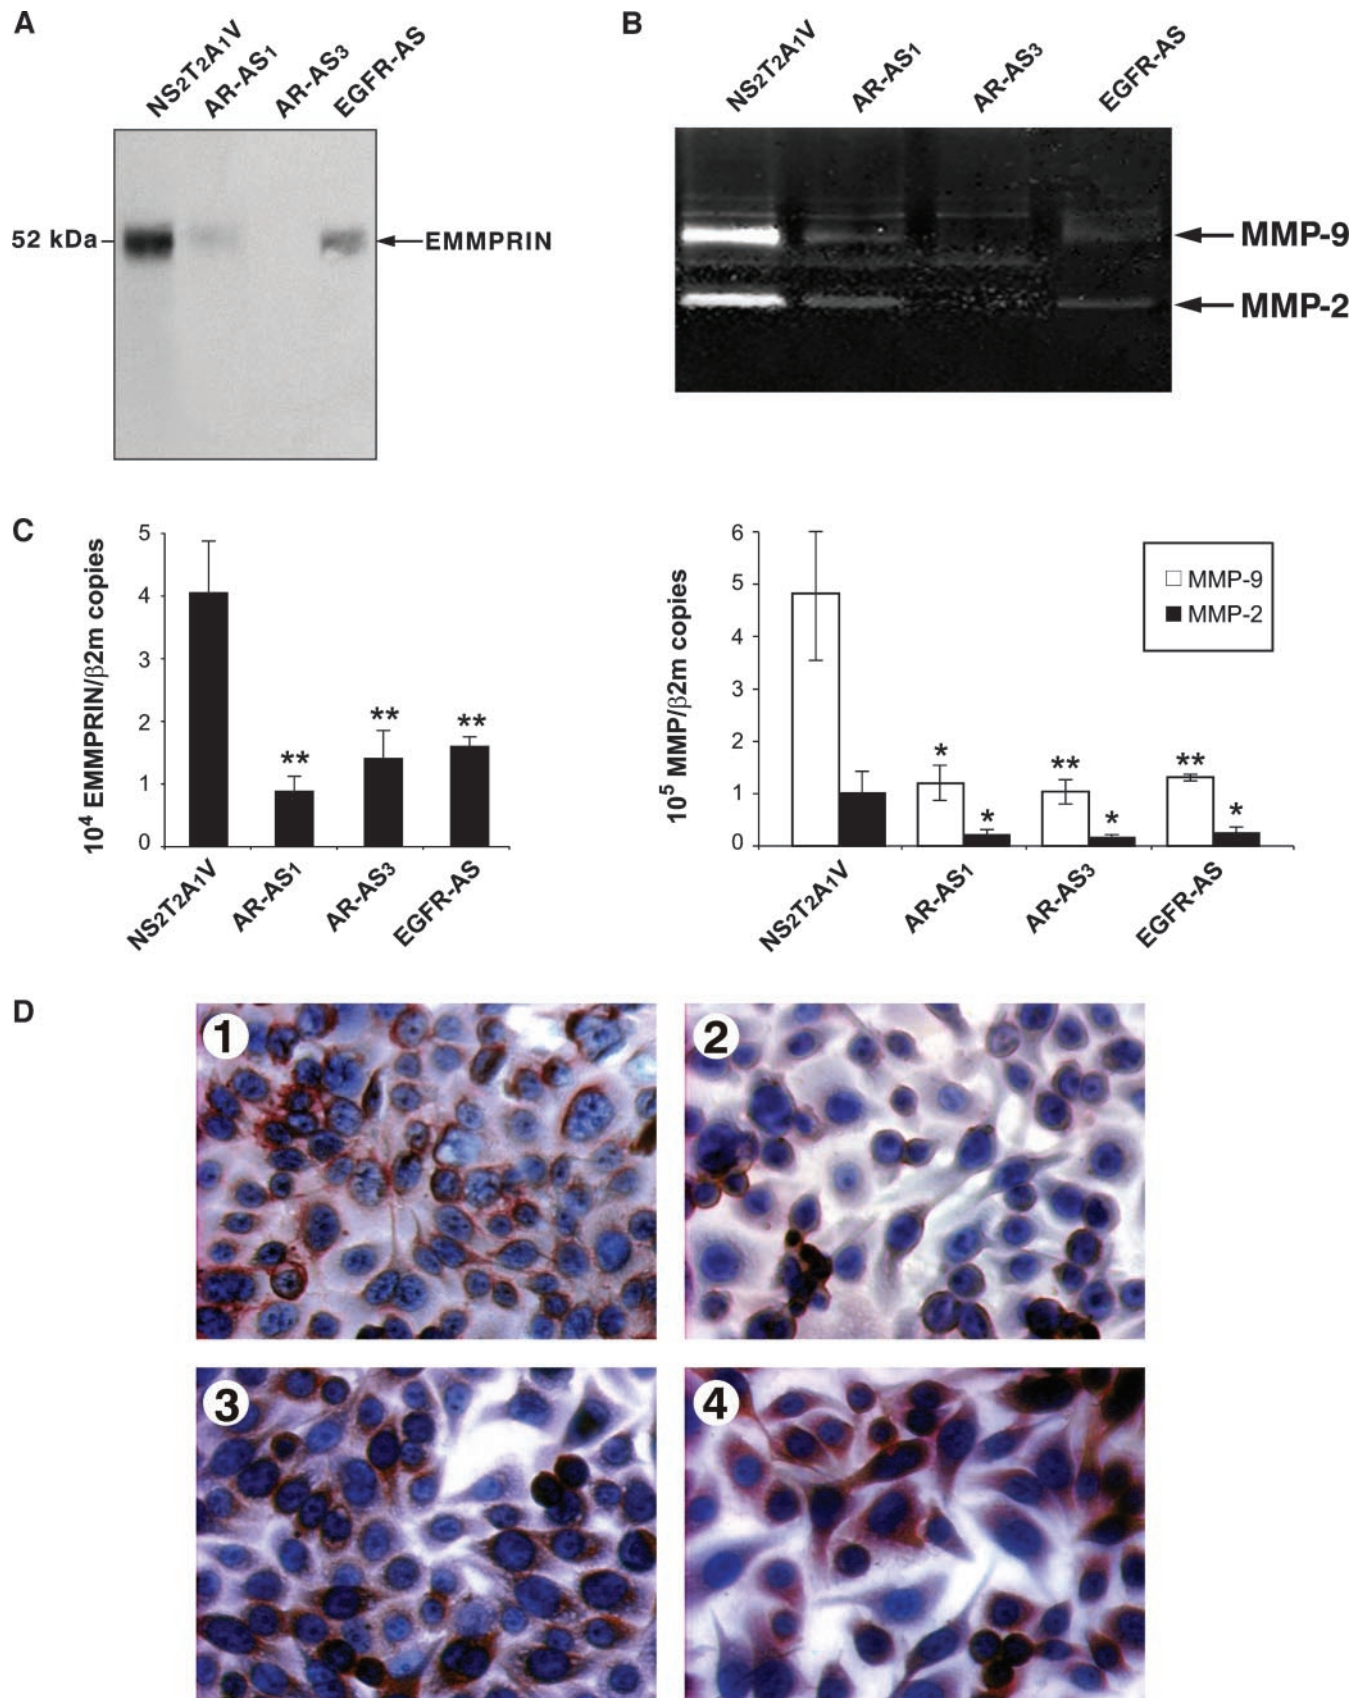 A
NS2T2A1V
AR-AS1
AR-AS3
EGFR-AS
52 kDa
EMMPRIN
B
NS2T2A1V
AR-AS1
AR-AS3
EGFR-AS
MMP-9
MMP-2
C
10⁴ EMMPRIN/β2m copies
5
4
3
2
1
0
**
**
**
NS2T2A1V
AR-AS1
AR-AS3
EGFR-AS
10⁵ MMP/β2m copies
6
5
4
3
2
1
0
*
*
**
*
**
*
MMP-9
MMP-2
NS2T2A1V
AR-AS1
AR-AS3
EGFR-AS
D
1
2
3
4